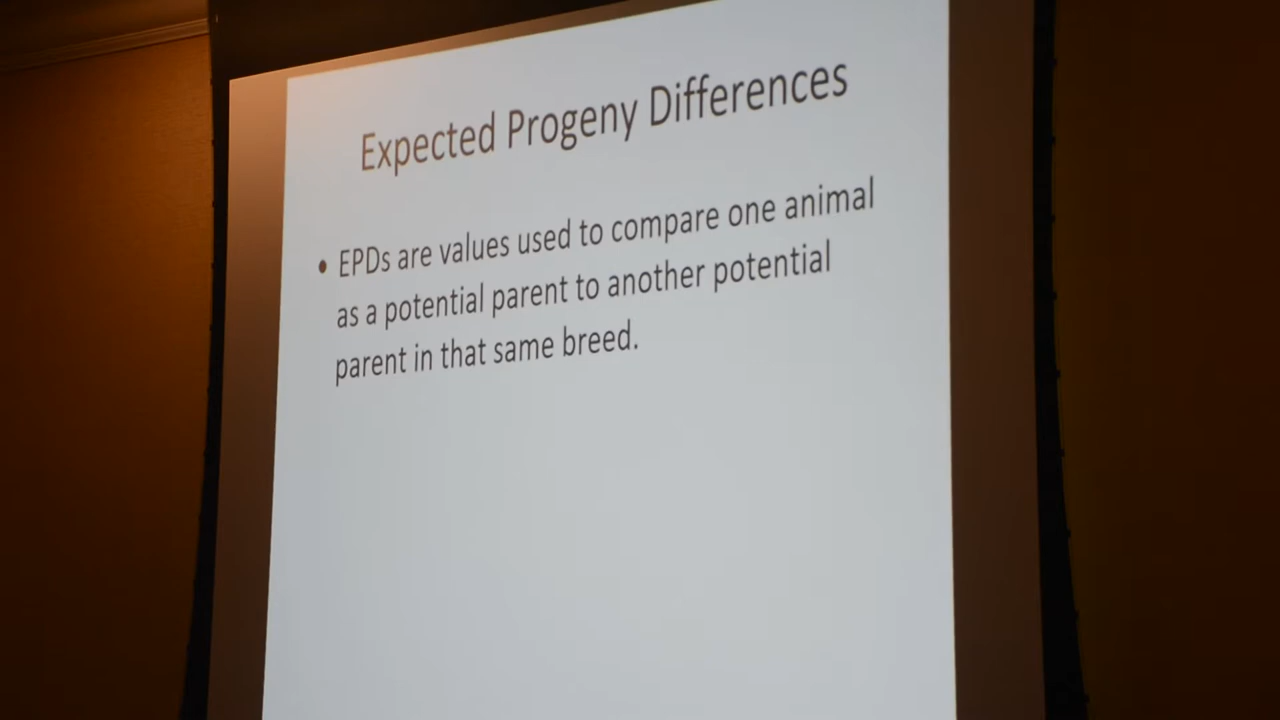 Expected Progeny Differences
• EPDs are values used to compare one animal
as a potential parent to another potential
parent in that same breed.